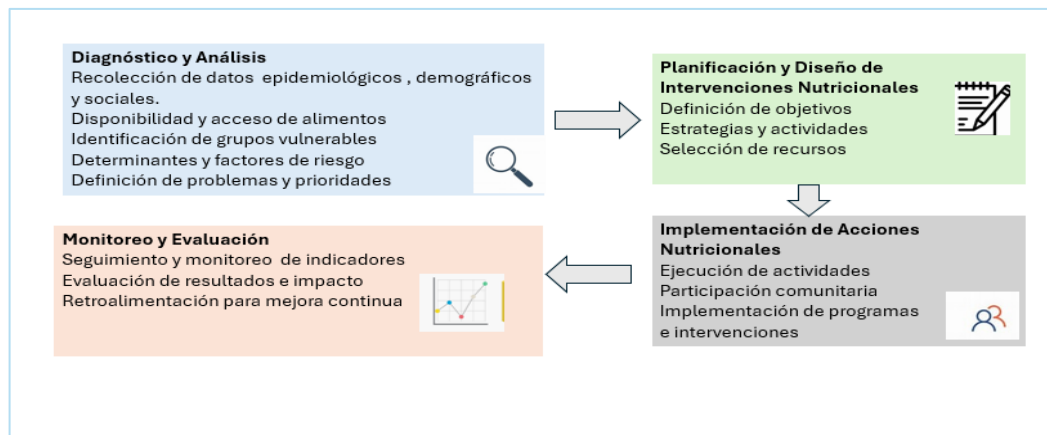 Diagnóstico y Análisis
Recolección de datos epidemiológicos , demográficos
y sociales.
Disponibilidad y acceso de alimentos
Identificación de grupos vulnerables
Determinantes y factores de riesgo
Definición de problemas y prioridades
Planificación y Diseño de
Intervenciones Nutricionales
Definición de objetivos
Estrategias y actividades
Selección de recursos
Implementación de Acciones
Nutricionales
Ejecución de actividades
Participación comunitaria
Implementación de programas
e intervenciones
Monitoreo y Evaluación
Seguimiento y monitoreo de indicadores
Evaluación de resultados e impacto
Retroalimentación para mejora continua